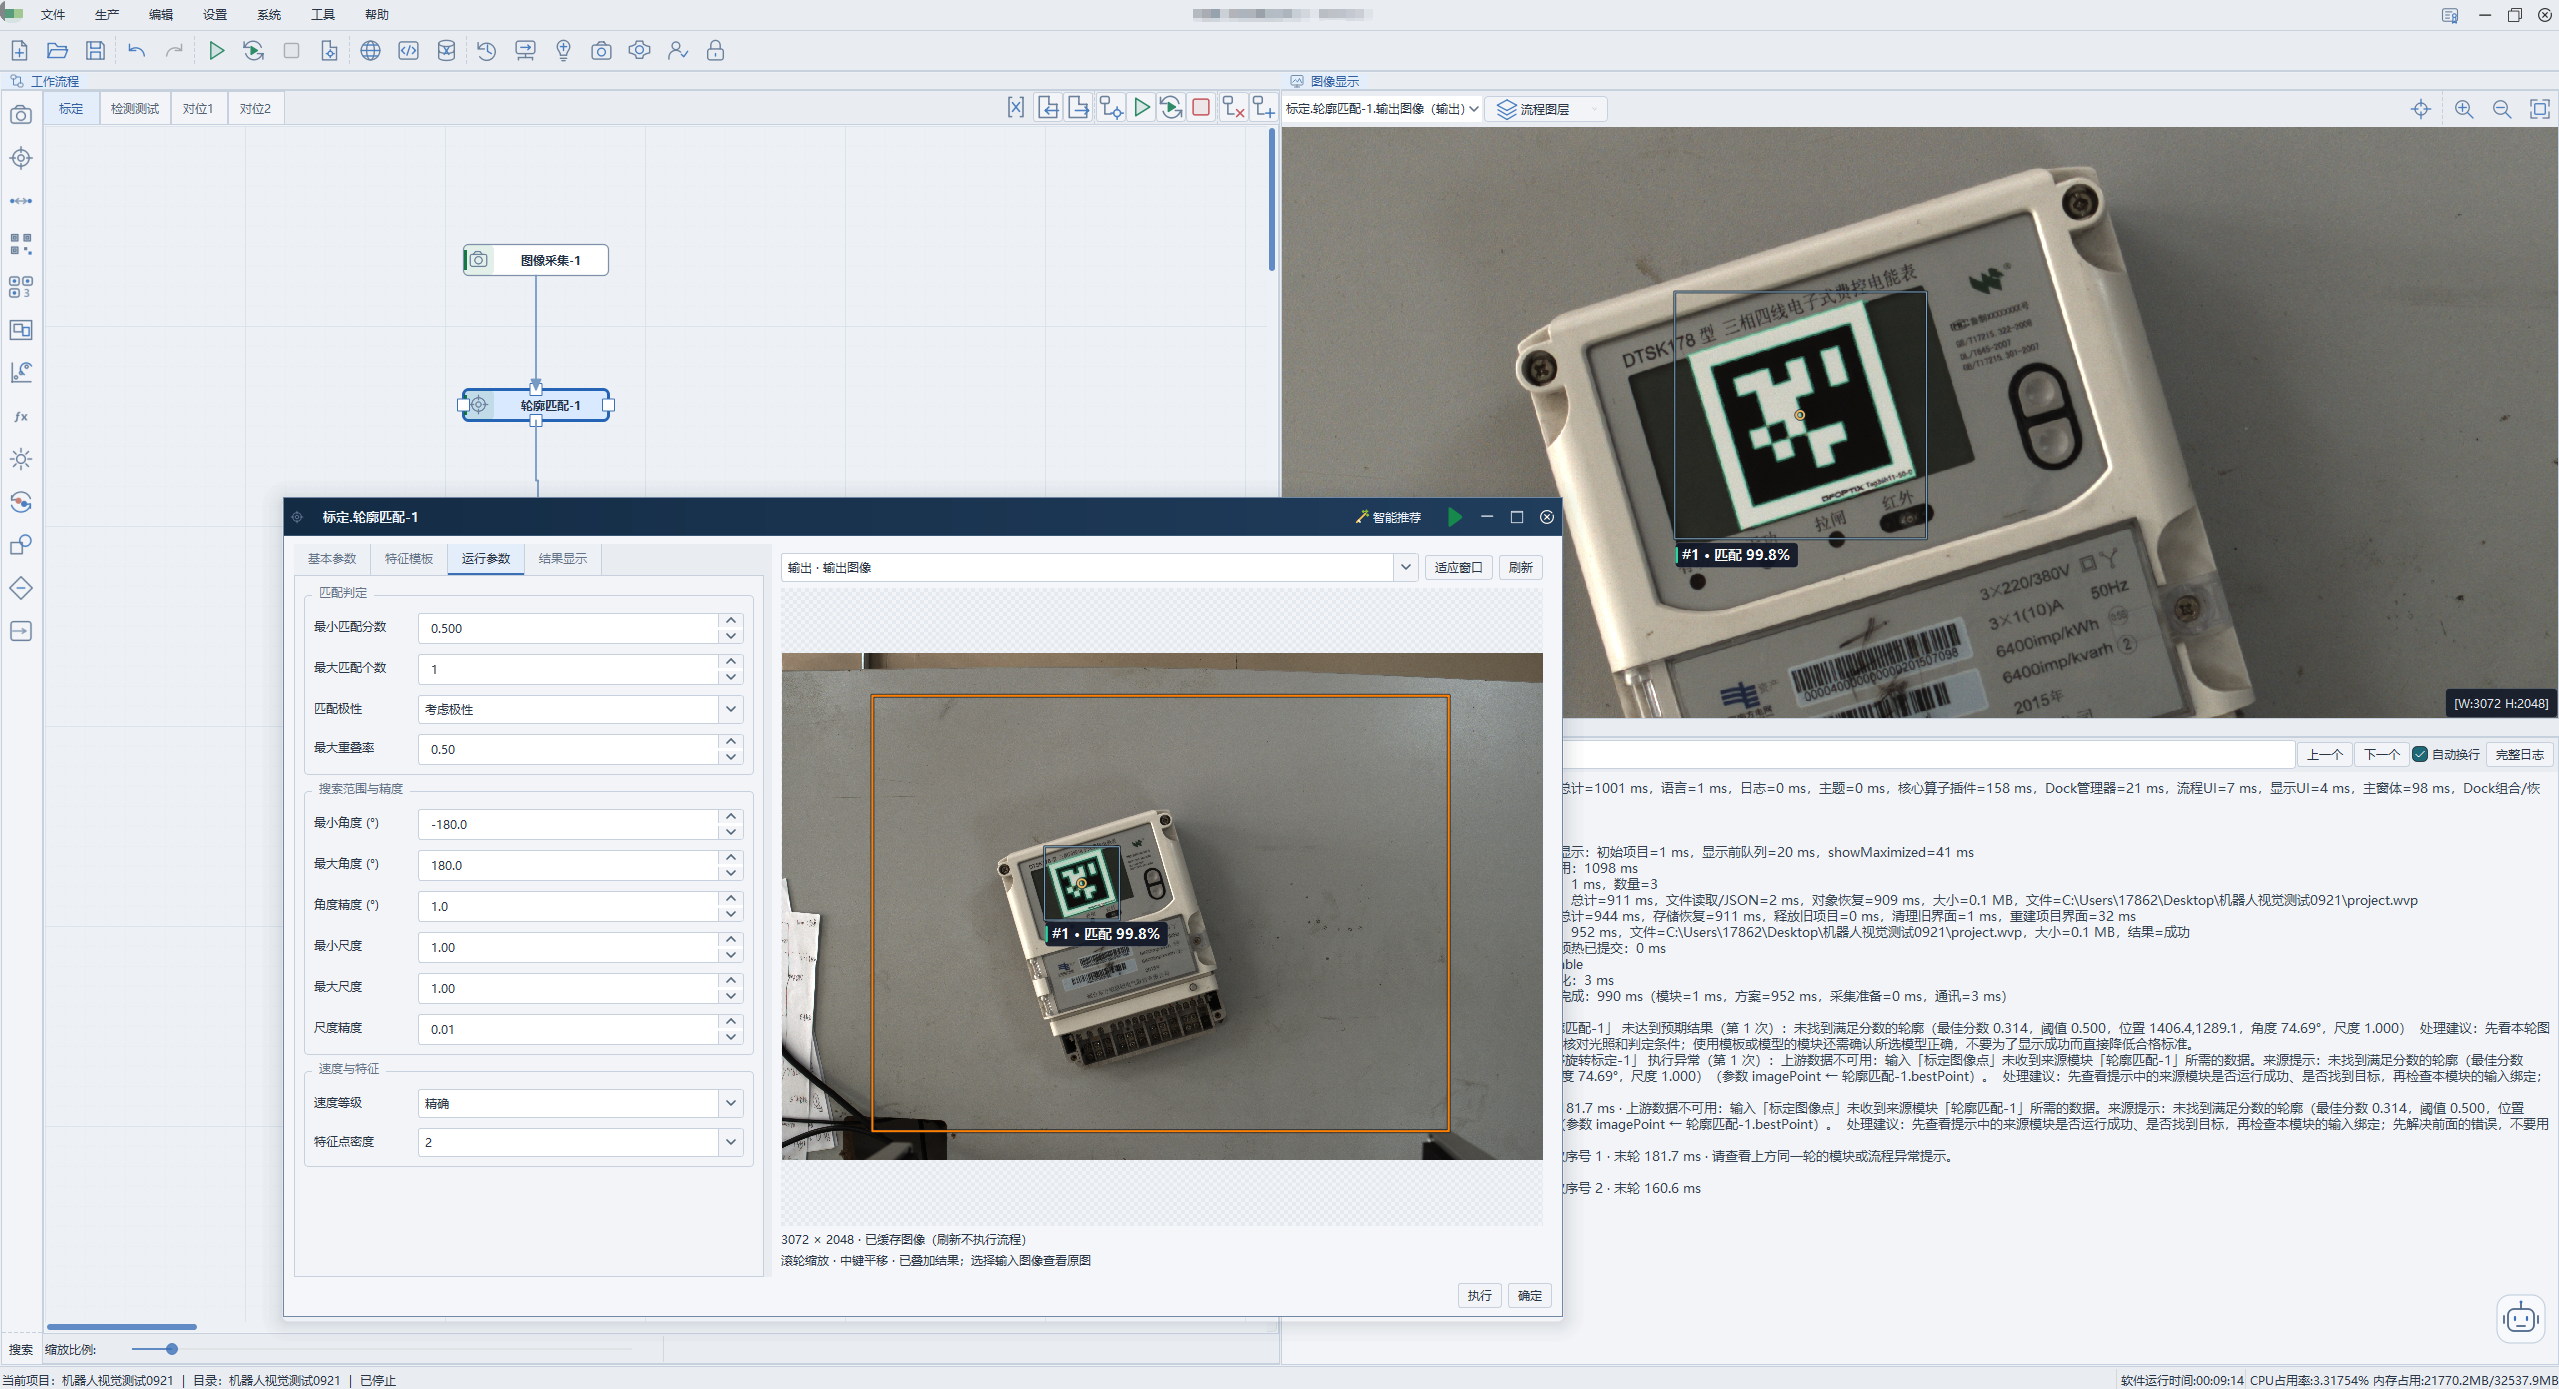 文件 生产 编辑 设置 系统 工具 帮助
工作流程
图像显示
标定 检测测试 对位1 对位2
标定.轮廓匹配-1.输出图像（输出） 流程图层
图像采集-1
轮廓匹配-1
DTSK178 型 三相四线电子式费控电能表
拉闸 红外
#1 • 匹配 99.8%
3×220/380V
50Hz
3×1(10)A
6400imp/kWh
6400imp/kvarh ②
2015年
[W:3072 H:2048]
标定.轮廓匹配-1 智能推荐
基本参数 特征模板 运行参数 结果显示
匹配判定
最小匹配分数 0.500
最大匹配个数 1
匹配极性 考虑极性
最大重叠率 0.50
搜索范围与精度
最小角度 (°) -180.0
最大角度 (°) 180.0
角度精度 (°) 1.0
最小尺度 1.00
最大尺度 1.00
尺度精度 0.01
速度与特征
速度等级 精确
特征点密度 2
输出 · 输出图像 适应窗口 刷新
#1 • 匹配 99.8%
3072 × 2048 · 已缓存图像（刷新不执行流程）
滚轮缩放 · 中键平移 · 已叠加结果；选择输入图像查看原图
执行 确定
上一个 下一个 自动换行 完整日志
总计=1001 ms，语言=1 ms，日志=0 ms，主题=0 ms，核心算子插件=158 ms，Dock管理器=21 ms，流程UI=7 ms，显示UI=4 ms，主窗体=98 ms，Dock组合/恢
显示：初始项目=1 ms，显示前队列=20 ms，showMaximized=41 ms
用：1098 ms
1 ms，数量=3
总计=911 ms，文件读取/JSON=2 ms，对象恢复=909 ms，大小=0.1 MB，文件=C:\Users\17862\Desktop\机器人视觉测试0921\project.wvp
总计=944 ms，存储恢复=911 ms，释放旧项目=0 ms，清理旧界面=1 ms，重建项目界面=32 ms
952 ms，文件=C:\Users\17862\Desktop\机器人视觉测试0921\project.wvp，大小=0.1 MB，结果=成功
预热已提交：0 ms
able
化：3 ms
完成：990 ms（模块=1 ms，方案=952 ms，采集准备=0 ms，通讯=3 ms）
匹配-1」 未达到预期结果（第 1 次）：未找到满足分数的轮廓（最佳分数 0.314，阈值 0.500，位置 1406.4,1289.1，角度 74.69°，尺度 1.000） 处理建议：先看本轮图
核对光照和判定条件；使用模板或模型的模块还需确认所选模型正确，不要为了显示成功而直接降低合格标准。
旋转标定-1」 执行异常（第 1 次）：上游数据不可用：输入「标定图像点」未收到来源模块「轮廓匹配-1」所需的数据。来源提示：未找到满足分数的轮廓（最佳分数
度 74.69°，尺度 1.000）（参数 imagePoint ← 轮廓匹配-1.bestPoint）。 处理建议：先查看提示中的来源模块是否运行成功、是否找到目标，再检查本模块的输入绑定；
81.7 ms · 上游数据不可用：输入「标定图像点」未收到来源模块「轮廓匹配-1」所需的数据。来源提示：未找到满足分数的轮廓（最佳分数 0.314，阈值 0.500，位置
（参数 imagePoint ← 轮廓匹配-1.bestPoint）。 处理建议：先查看提示中的来源模块是否运行成功、是否找到目标，再检查本模块的输入绑定；先解决前面的错误，不要用
序号 1 · 末轮 181.7 ms · 请查看上方同一轮的模块或流程异常提示。
序号 2 · 末轮 160.6 ms
搜索 缩放比例:
当前项目：机器人视觉测试0921 | 目录：机器人视觉测试0921 | 已停止
软件运行时间:00:09:14 CPU占用率:3.31754% 内存占用:21770.2MB/32537.9MB